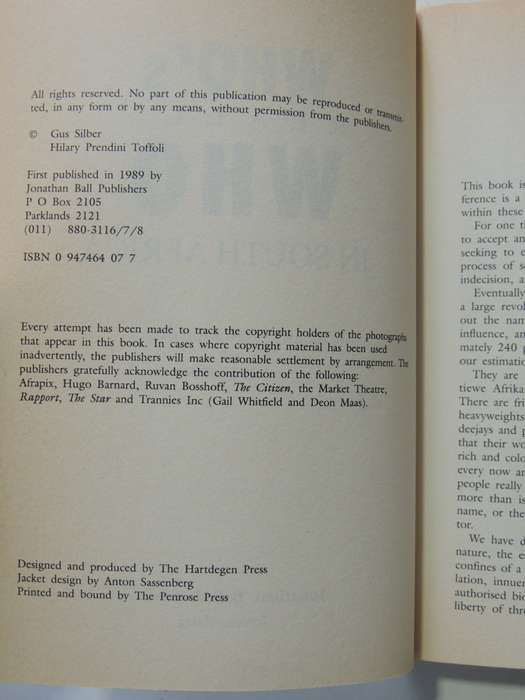 All rights reserved. No part of this publication may be reproduced or transmit-
ted, in any form or by any means, without permission from the publishers.
© Gus Silber
Hilary Prendini Toffoli
First published in 1989 by
Jonathan Ball Publishers
P O Box 2105
Parklands 2121
(011) 880-3116/7/8
ISBN 0 947464 07 7
Every attempt has been made to track the copyright holders of the photographs
that appear in this book. In cases where copyright material has been used
inadvertently, the publishers will make reasonable settlement by arrangement. The
publishers gratefully acknowledge the contribution of the following:
Afrapix, Hugo Barnard, Ruvan Bosshoff, The Citizen, the Market Theatre,
Rapport, The Star and Trannies Inc (Gail Whitfield and Deon Maas).
Designed and produced by The Hartdegen Press
Jacket design by Anton Sassenberg
Printed and bound by The Penrose Press
This book is
ference is a
within these
For one t
to accept an
seeking to e
process of s
indecision, a
Eventually
a large revol
out the nam
influence, an
mately 240 p
our estimatio
They are
tiewe Afrika
There are fri
heavyweights
deejays and p
that their wo
rich and colo
every now an
people really
more than is
name, or the
tor.
We have d
nature, the e
confines of a
lation, innue
authorised bio
liberty of thro